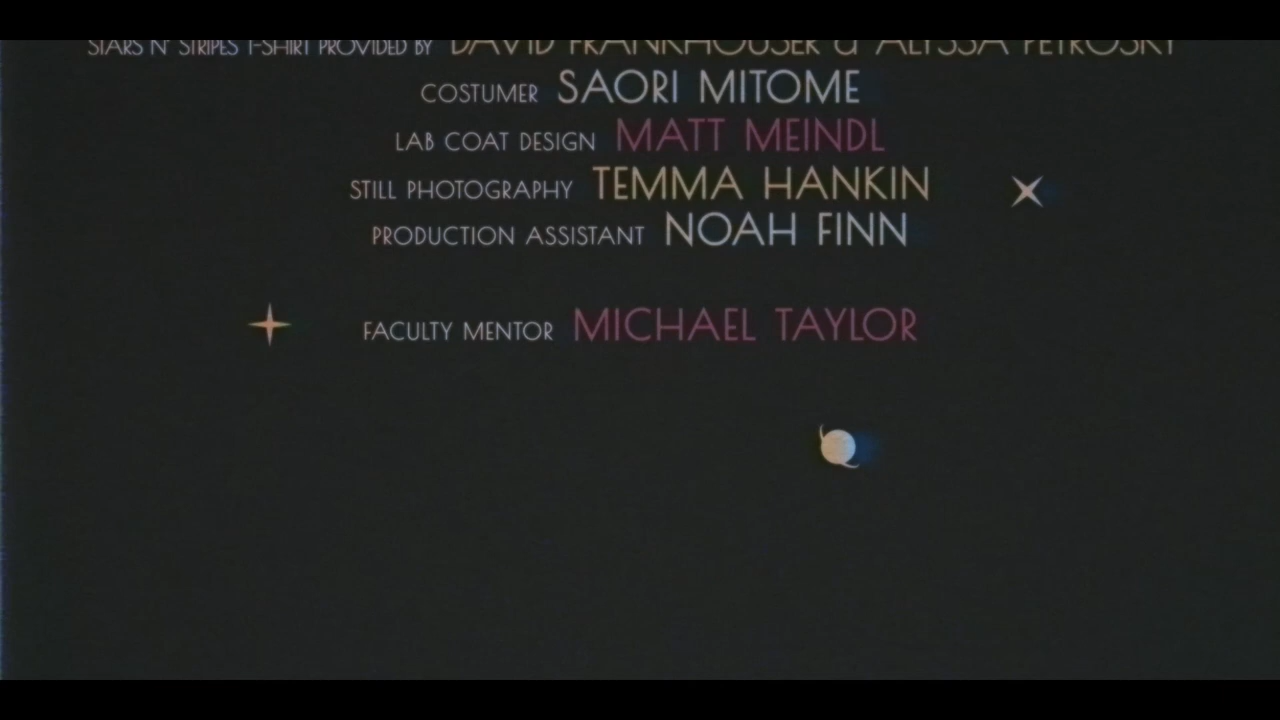 STARS N' STRIPES T-SHIRT PROVIDED BY DAVID FRANKHOUSER & ALYSSA PETROSKY
COSTUMER SAORI MITOME
LAB COAT DESIGN MATT MEINDL
STILL PHOTOGRAPHY TEMMA HANKIN
PRODUCTION ASSISTANT NOAH FINN
FACULTY MENTOR MICHAEL TAYLOR